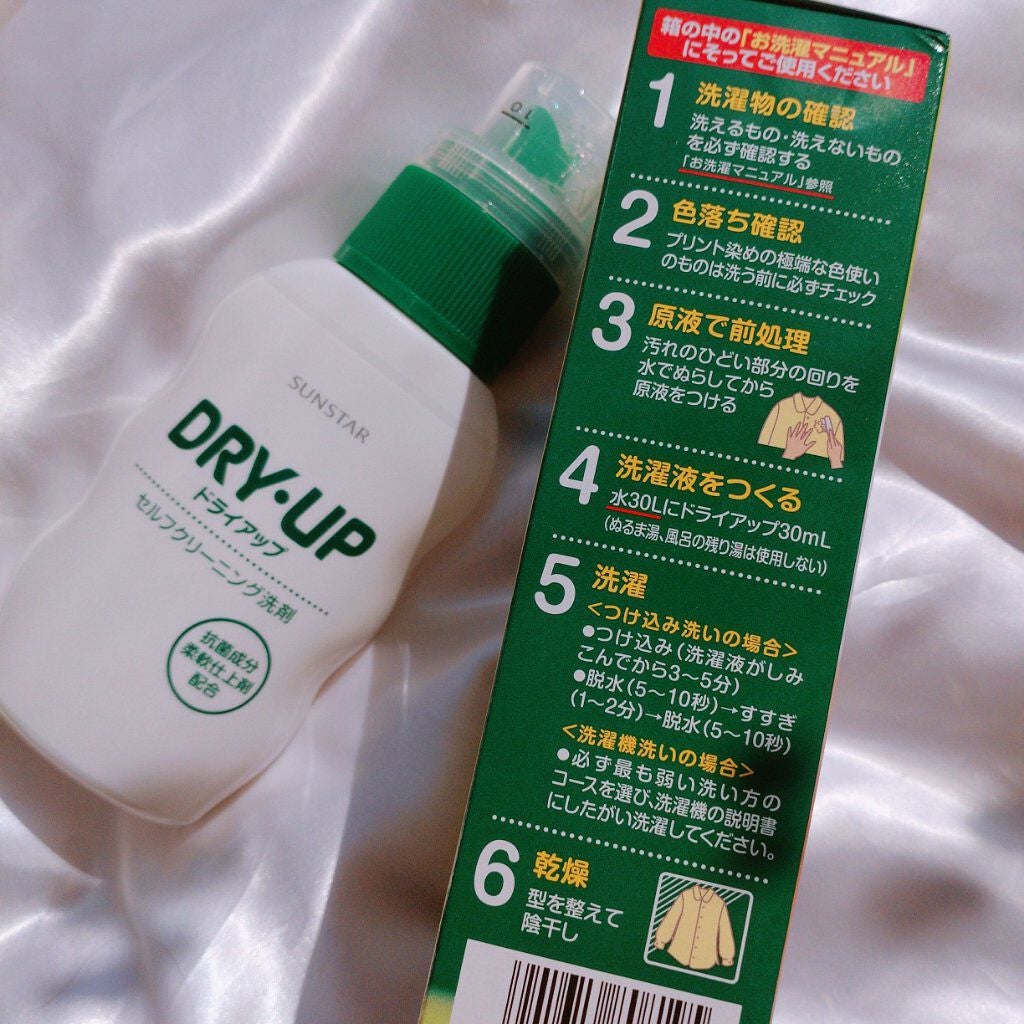 SUNSTAR
DRY・UP
ドライアップ
セルフクリーニング洗剤
抗菌成分
柔軟仕上剤
配合
箱の中の「お洗濯マニュアル」
にそってご使用ください
1 洗濯物の確認
洗えるもの・洗えないもの
を必ず確認する
「お洗濯マニュアル」参照
2 色落ち確認
プリント染めの極端な色使い
のものは洗う前に必ずチェック
3 原液で前処理
汚れのひどい部分の回りを
水でぬらしてから
原液をつける
4 洗濯液をつくる
水30Lにドライアップ30mL
(ぬるま湯、風呂の残り湯は使用しない)
5 洗濯
<つけ込み洗いの場合>
●つけ込み(洗濯液がしみ
こんでから3〜5分)
●脱水(5〜10秒)→すすぎ
(1〜2分)→脱水(5〜10秒)
<洗濯機洗いの場合>
●必ず最も弱い洗い方の
コースを選び、洗濯機の説明書
にしたがい洗濯してください。
6 乾燥
型を整えて
陰干し